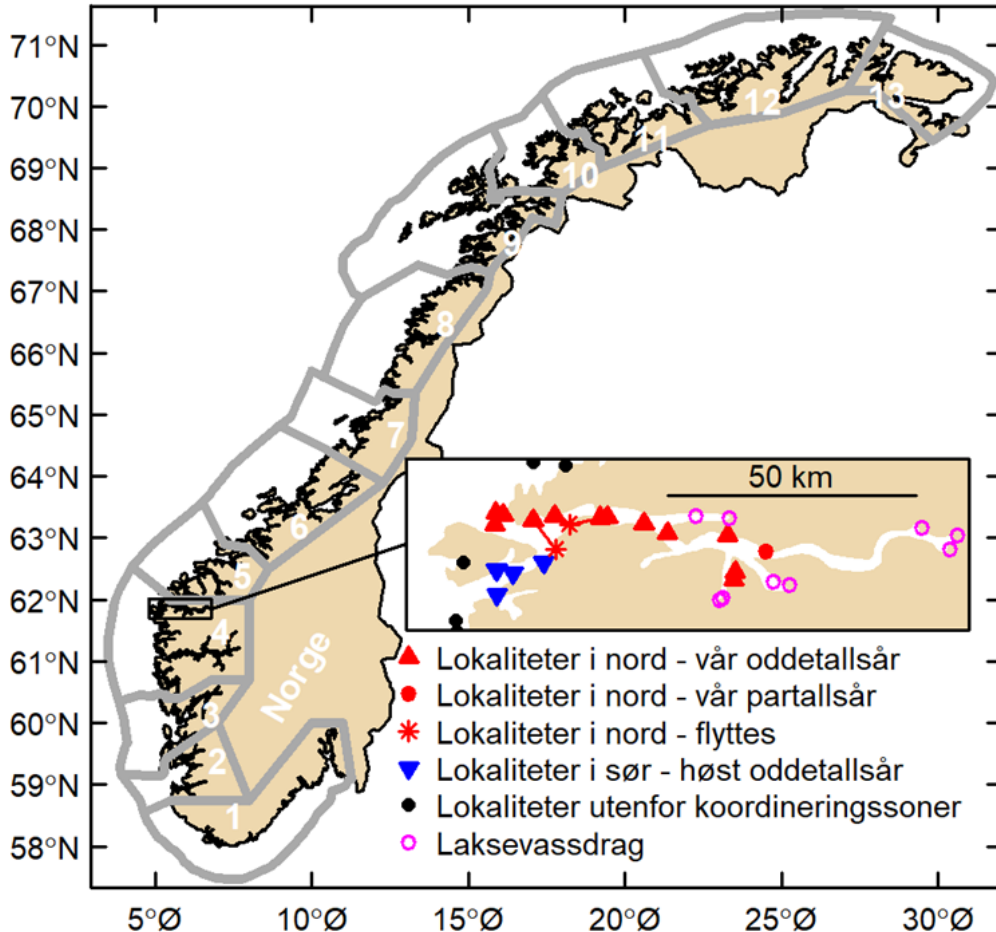 71°N
70°N
69°N
68°N
67°N
66°N
65°N
64°N
63°N
62°N
61°N
60°N
59°N
58°N
13
12
11
10
9
8
7
6
5
4
3
2
1
Norge
50 km
Lokaliteter i nord - vår oddetallsår
Lokaliteter i nord - vår partallsår
Lokaliteter i nord - flyttes
Lokaliteter i sør - høst oddetallsår
Lokaliteter utenfor koordineringssoner
Laksevassdrag
5°Ø 10°Ø 15°Ø 20°Ø 25°Ø 30°Ø